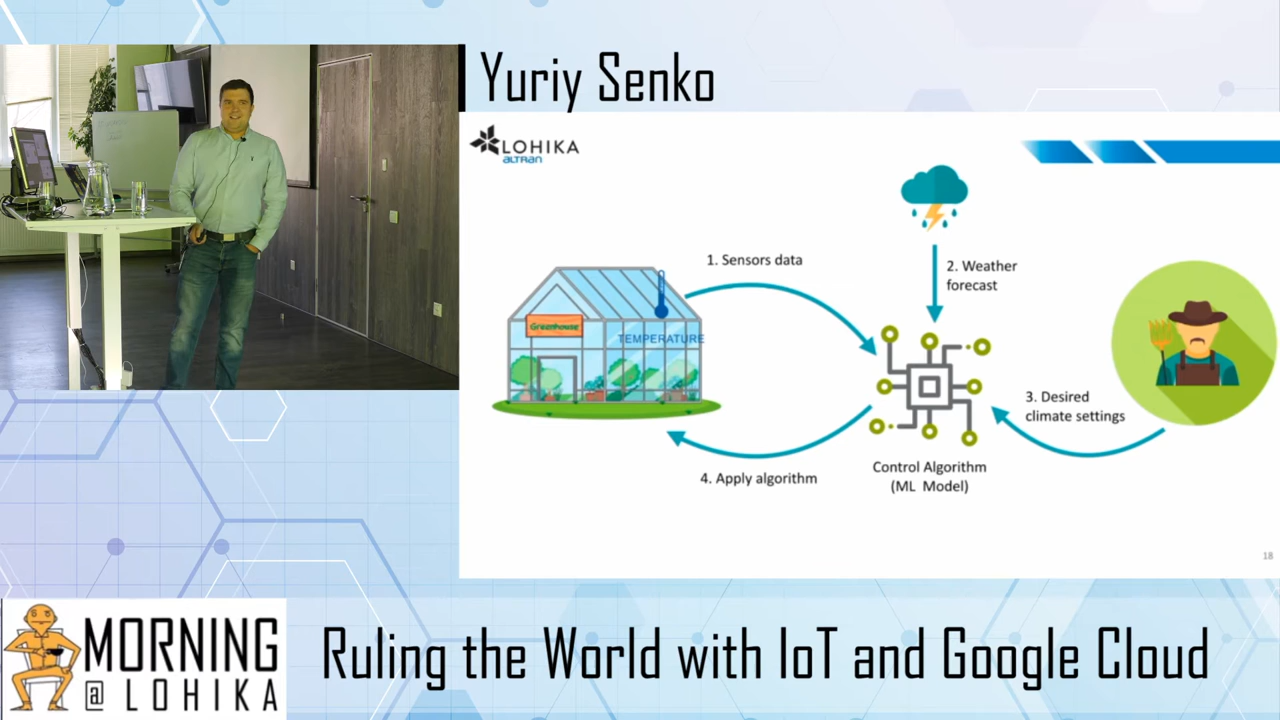 Yuriy Senko
LOHIKA
altran
1. Sensors data
2. Weather
forecast
Greenhouse
TEMPERATURE
3. Desired
climate settings
4. Apply algorithm
Control Algorithm
(ML Model)
18
MORNING
@ LOHIKA
Ruling the World with IoT and Google Cloud